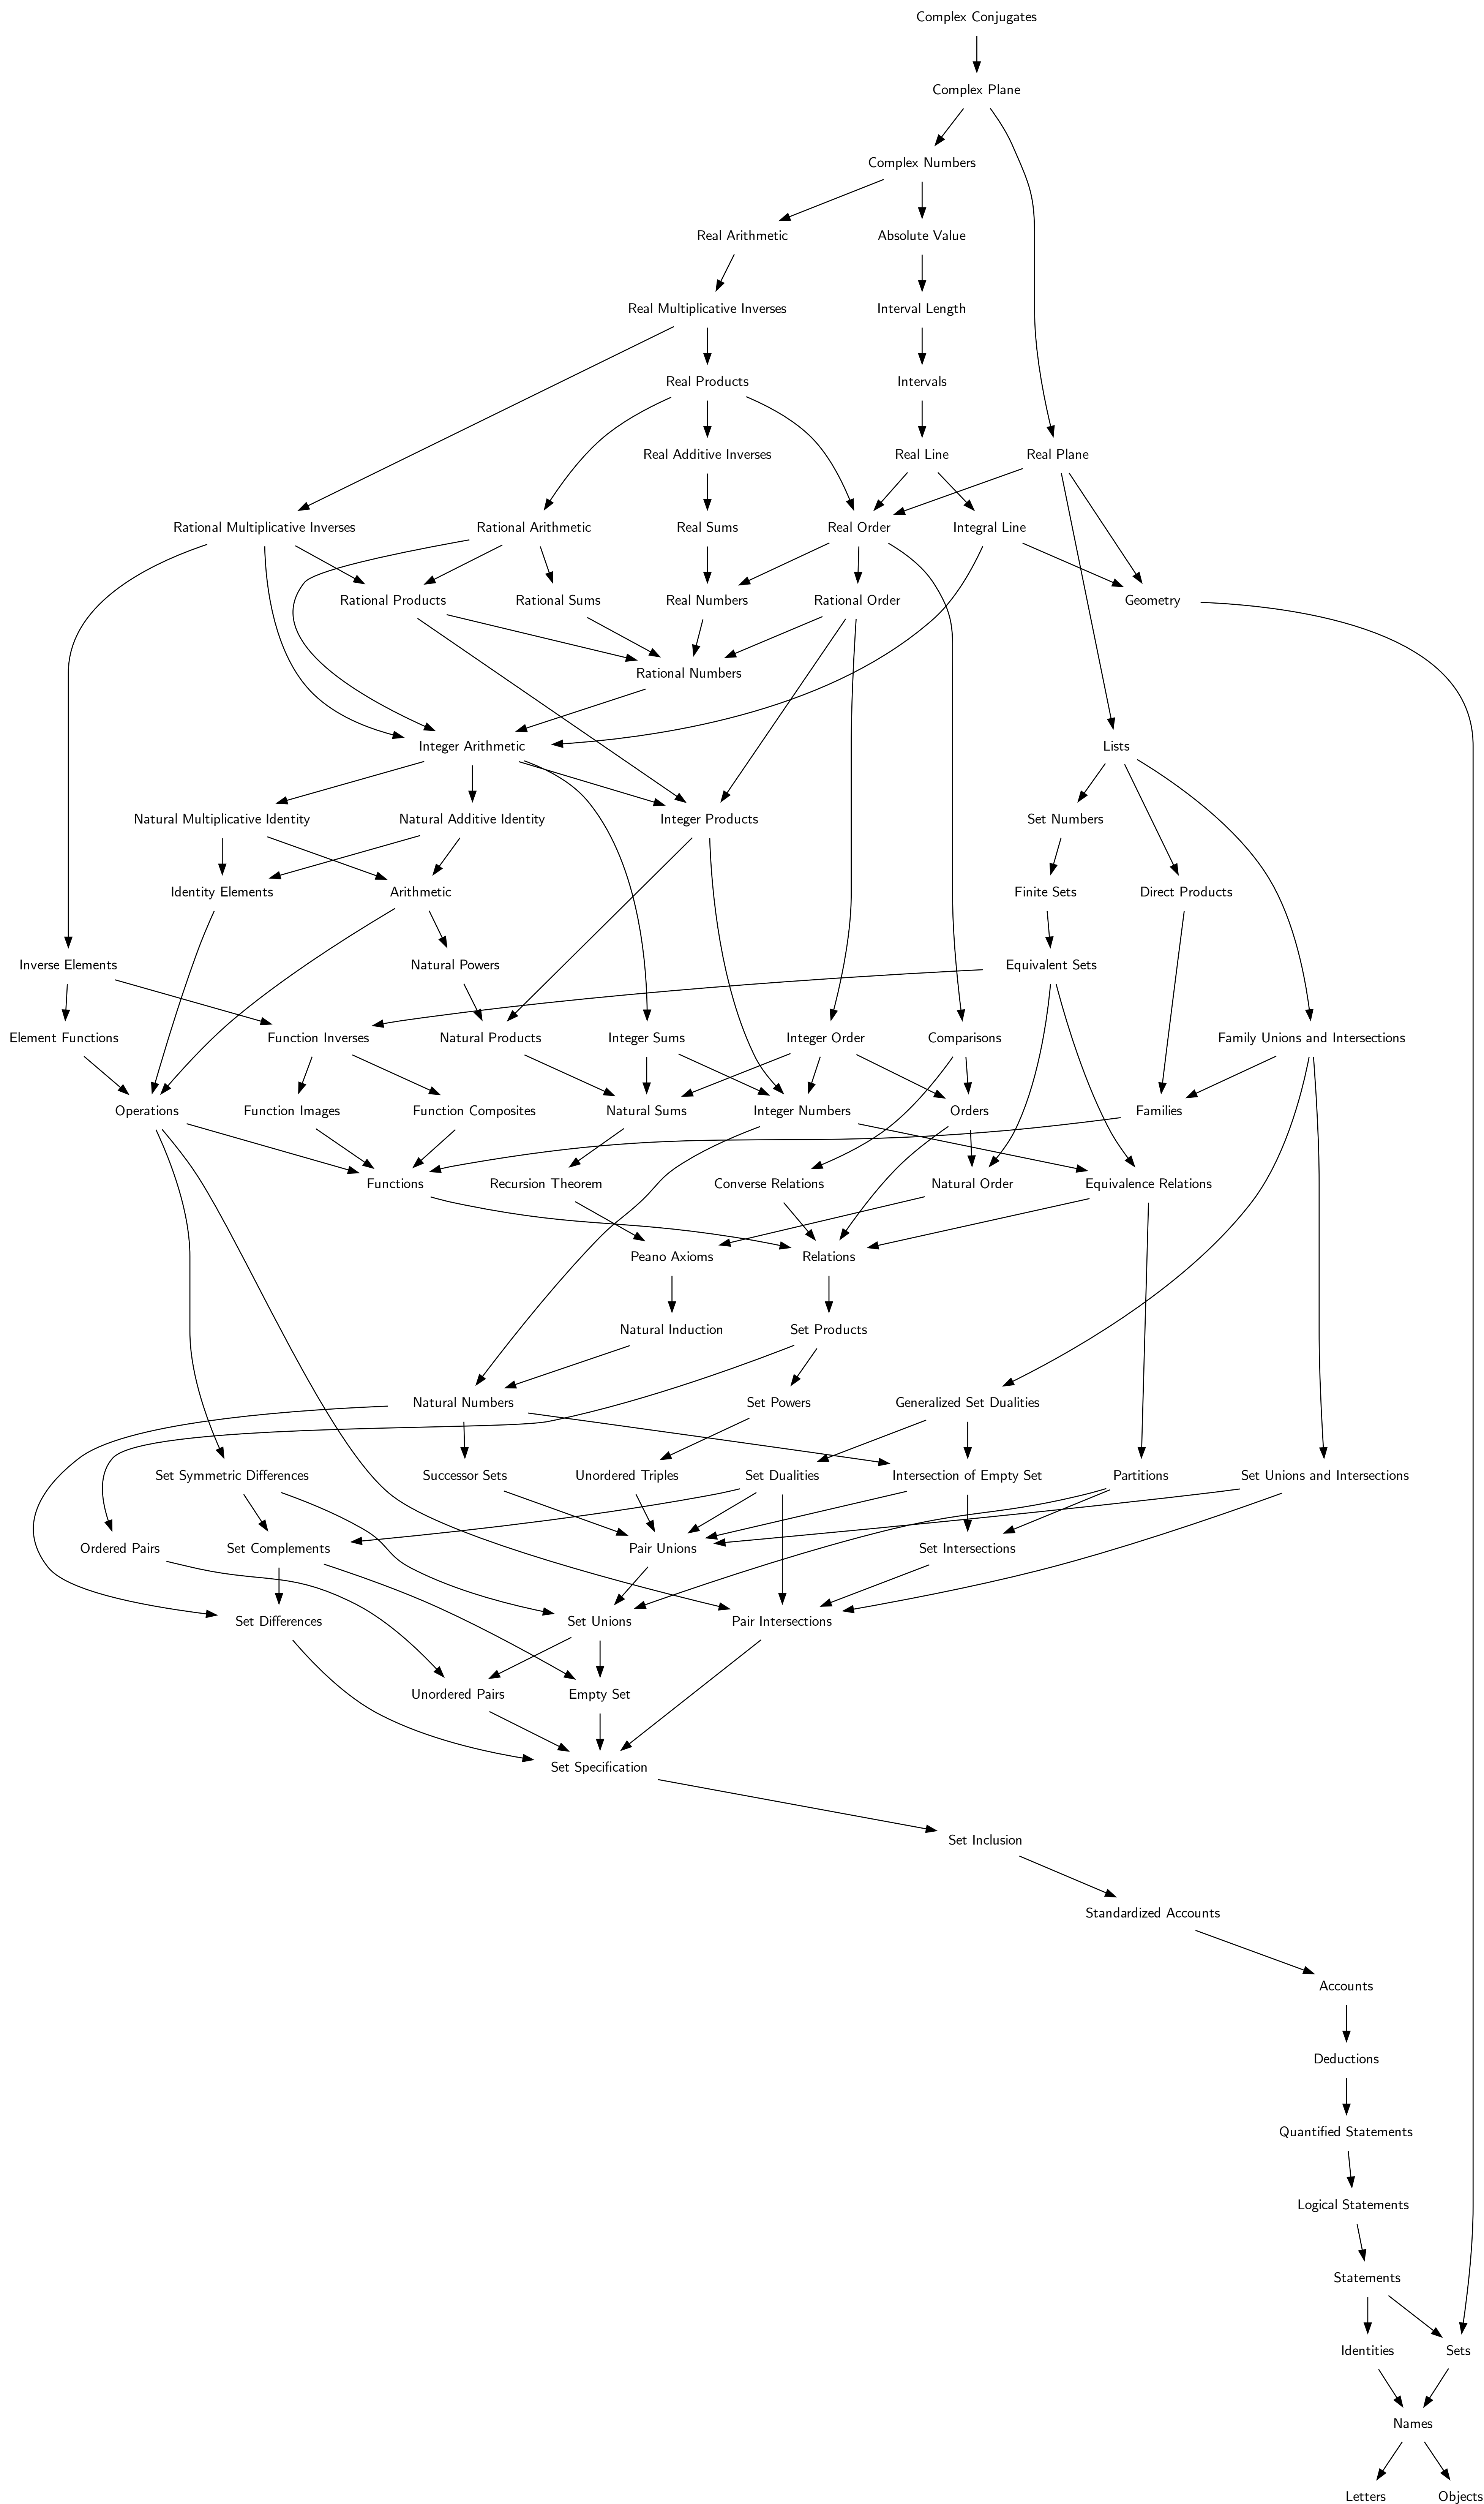 Complex Conjugates
Complex Plane
Complex Numbers
Real Arithmetic
Absolute Value
Real Multiplicative Inverses
Interval Length
Real Products
Intervals
Real Additive Inverses
Real Line
Real Plane
Rational Multiplicative Inverses
Rational Arithmetic
Real Sums
Real Order
Integral Line
Rational Products
Rational Sums
Real Numbers
Rational Order
Geometry
Rational Numbers
Integer Arithmetic
Lists
Natural Multiplicative Identity
Natural Additive Identity
Integer Products
Set Numbers
Identity Elements
Arithmetic
Finite Sets
Direct Products
Inverse Elements
Natural Powers
Equivalent Sets
Element Functions
Function Inverses
Natural Products
Integer Sums
Integer Order
Comparisons
Family Unions and Intersections
Operations
Function Images
Function Composites
Natural Sums
Integer Numbers
Orders
Families
Functions
Recursion Theorem
Converse Relations
Natural Order
Equivalence Relations
Peano Axioms
Relations
Natural Induction
Set Products
Natural Numbers
Set Powers
Generalized Set Dualities
Set Symmetric Differences
Successor Sets
Unordered Triples
Set Dualities
Intersection of Empty Set
Partitions
Set Unions and Intersections
Ordered Pairs
Set Complements
Pair Unions
Set Intersections
Set Differences
Set Unions
Pair Intersections
Unordered Pairs
Empty Set
Set Specification
Set Inclusion
Standardized Accounts
Accounts
Deductions
Quantified Statements
Logical Statements
Statements
Identities
Sets
Names
Letters
Objects